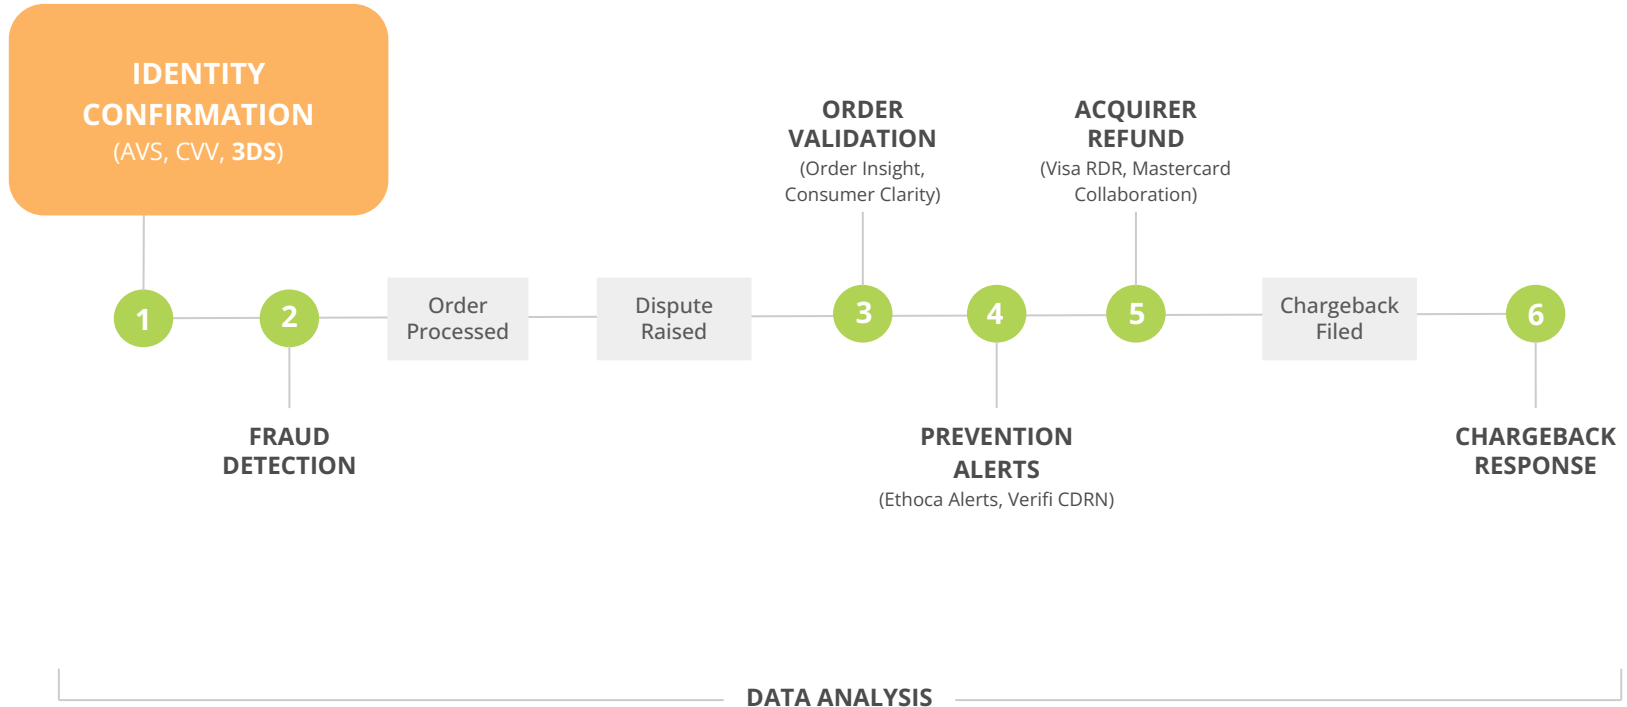 IDENTITY
CONFIRMATION
(AVS, CVV, 3DS)
ORDER
VALIDATION
(Order Insight,
Consumer Clarity)
ACQUIRER
REFUND
(Visa RDR, Mastercard
Collaboration)
1
2
Order
Processed
Dispute
Raised
3
4
5
Chargeback
Filed
6
FRAUD
DETECTION
PREVENTION
ALERTS
(Ethoca Alerts, Verifi CDRN)
CHARGEBACK
RESPONSE
DATA ANALYSIS